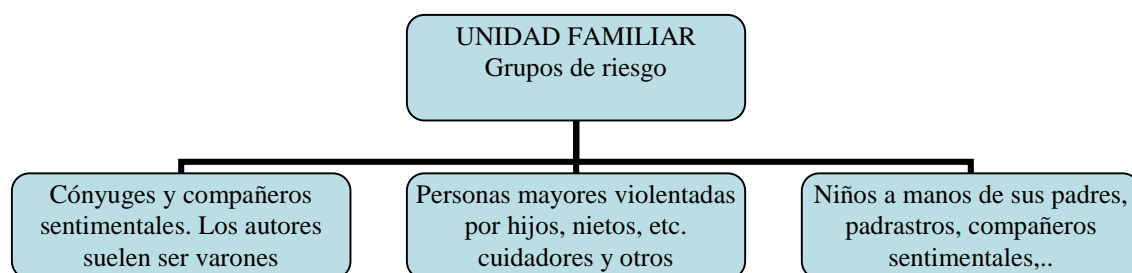 UNIDAD FAMILIAR
Grupos de riesgo
Cónyuges y compañeros
sentimentales. Los autores
suelen ser varones
Personas mayores violentadas
por hijos, nietos, etc.
cuidadores y otros
Niños a manos de sus padres,
padrastros, compañeros
sentimentales,..